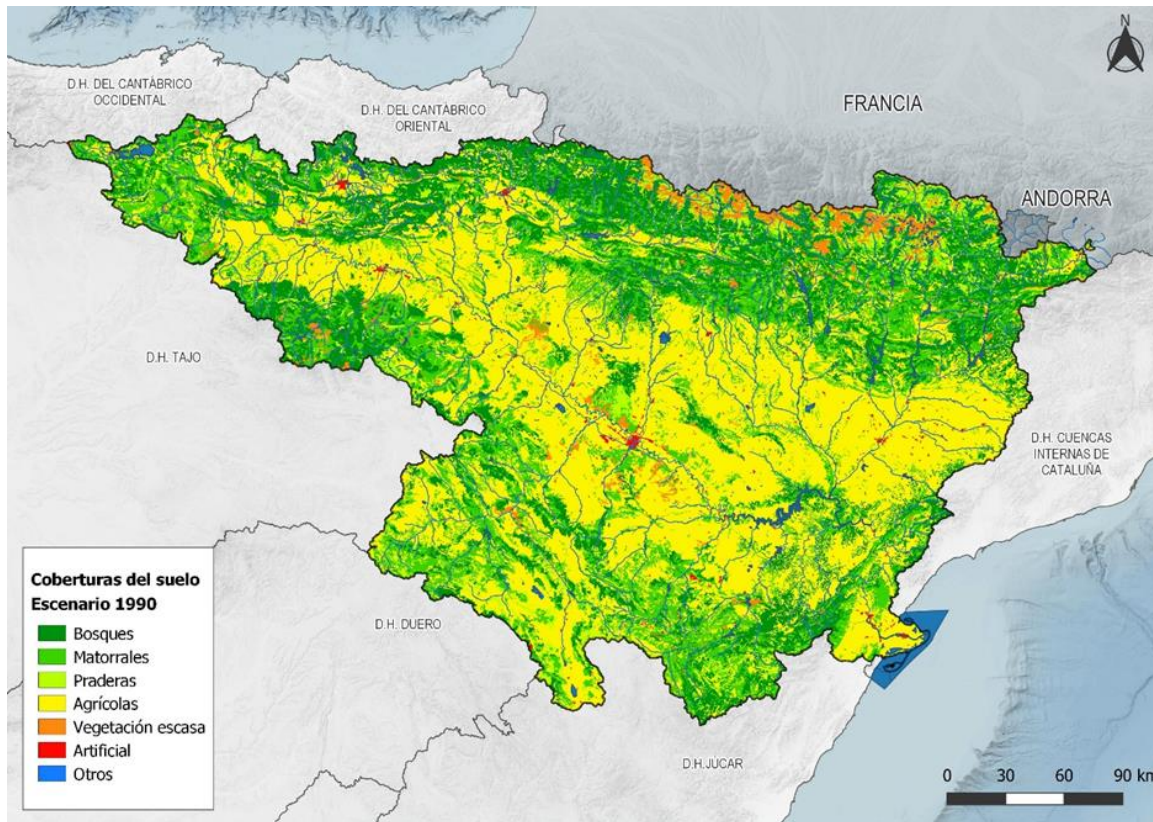 N
D.H. DEL CANTÁBRICO
OCCIDENTAL
D.H. DEL CANTÁBRICO
ORIENTAL
FRANCIA
ANDORRA
D.H. TAJO
D.H. CUENCAS
INTERNAS DE
CATALUÑA
D.H. DUERO
D.H.JÚCAR
Coberturas del suelo
Escenario 1990
Bosques
Matorrales
Praderas
Agrícolas
Vegetación escasa
Artificial
Otros
0 30 60 90 km